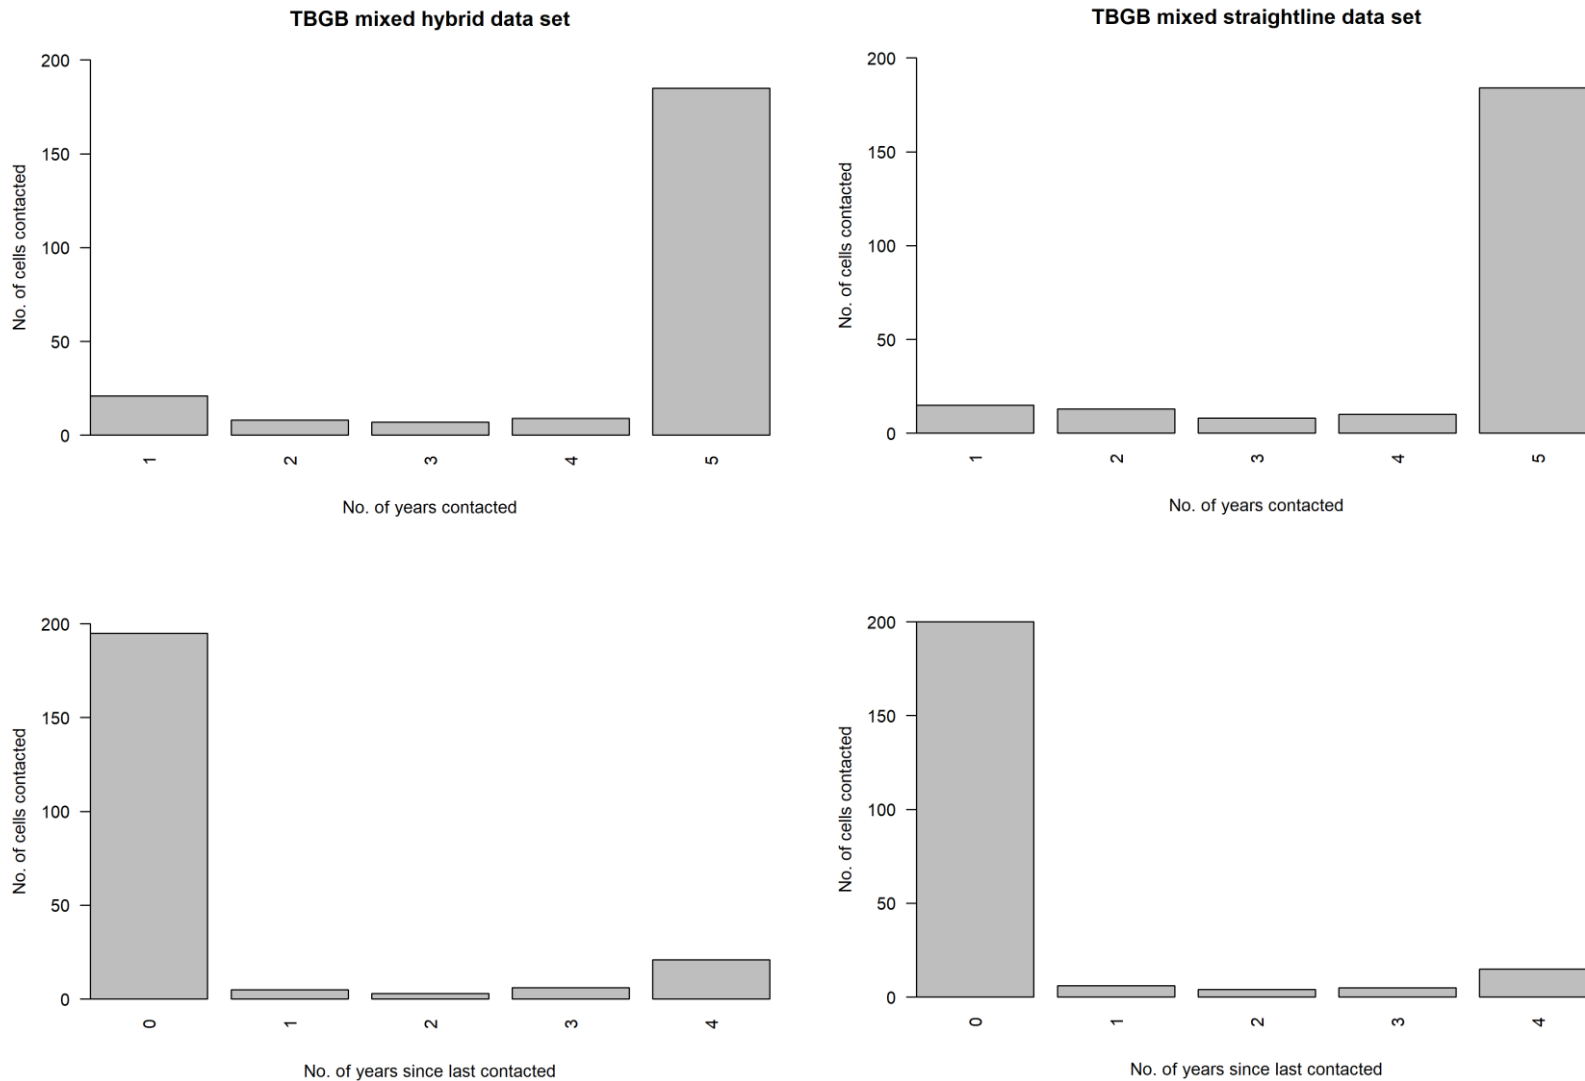 TBGB mixed hybrid data set
200
150
100
50
0
No. of cells contacted
1 2 3 4 5
No. of years contacted
TBGB mixed straightline data set
200
150
100
50
0
No. of cells contacted
1 2 3 4 5
No. of years contacted
200
150
100
50
0
No. of cells contacted
0 1 2 3 4
No. of years since last contacted
200
150
100
50
0
No. of cells contacted
0 1 2 3 4
No. of years since last contacted